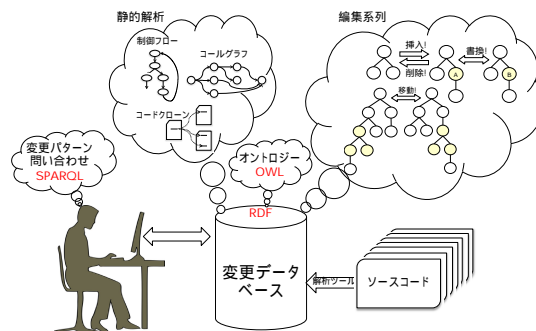 静的解析
編集系列
制御フロー
コールグラフ
コードクローン
挿入!
削除!
書換!
A
B
移動!
変更パターン
問い合わせ
SPARQL
オントロジー
OWL
RDF
変更データ
ベース
解析ツール
ソースコード